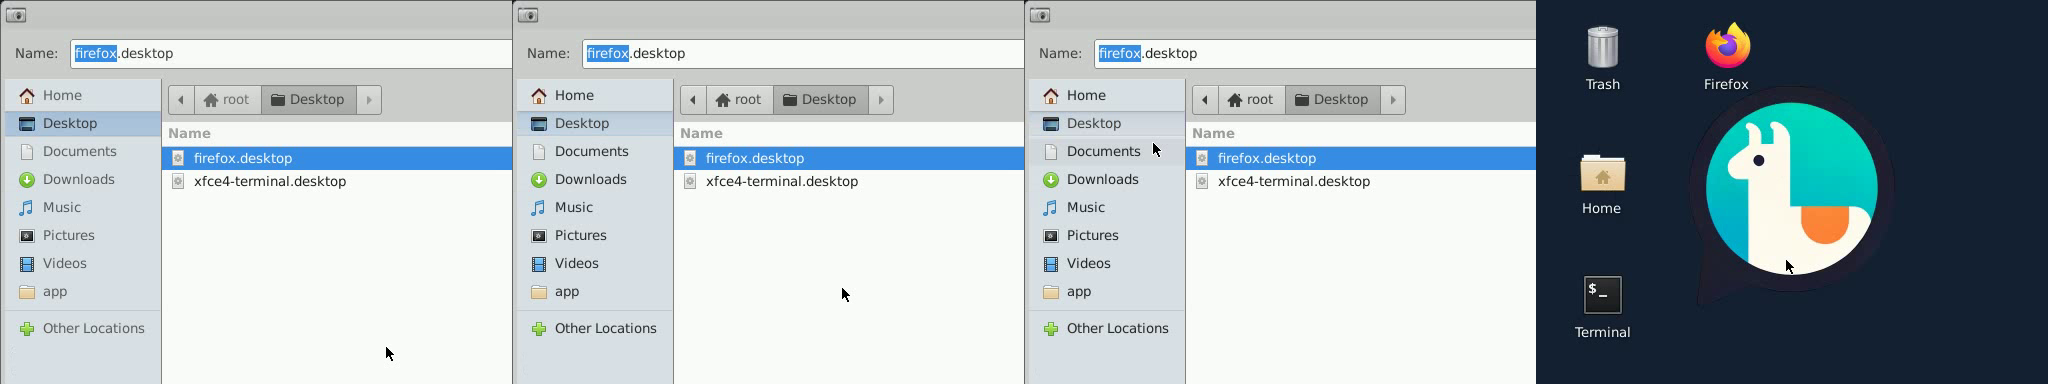 Name: firefox.desktop
Home
root
Desktop
Desktop
Name
Documents
firefox.desktop
Downloads
xfce4-terminal.desktop
Music
Pictures
Videos
app
Other Locations
Name: firefox.desktop
Home
root
Desktop
Desktop
Name
Documents
firefox.desktop
Downloads
xfce4-terminal.desktop
Music
Pictures
Videos
app
Other Locations
Name: firefox.desktop
Home
root
Desktop
Desktop
Name
Documents
firefox.desktop
Downloads
xfce4-terminal.desktop
Music
Pictures
Videos
app
Other Locations
Trash
Firefox
Home
$_
Terminal